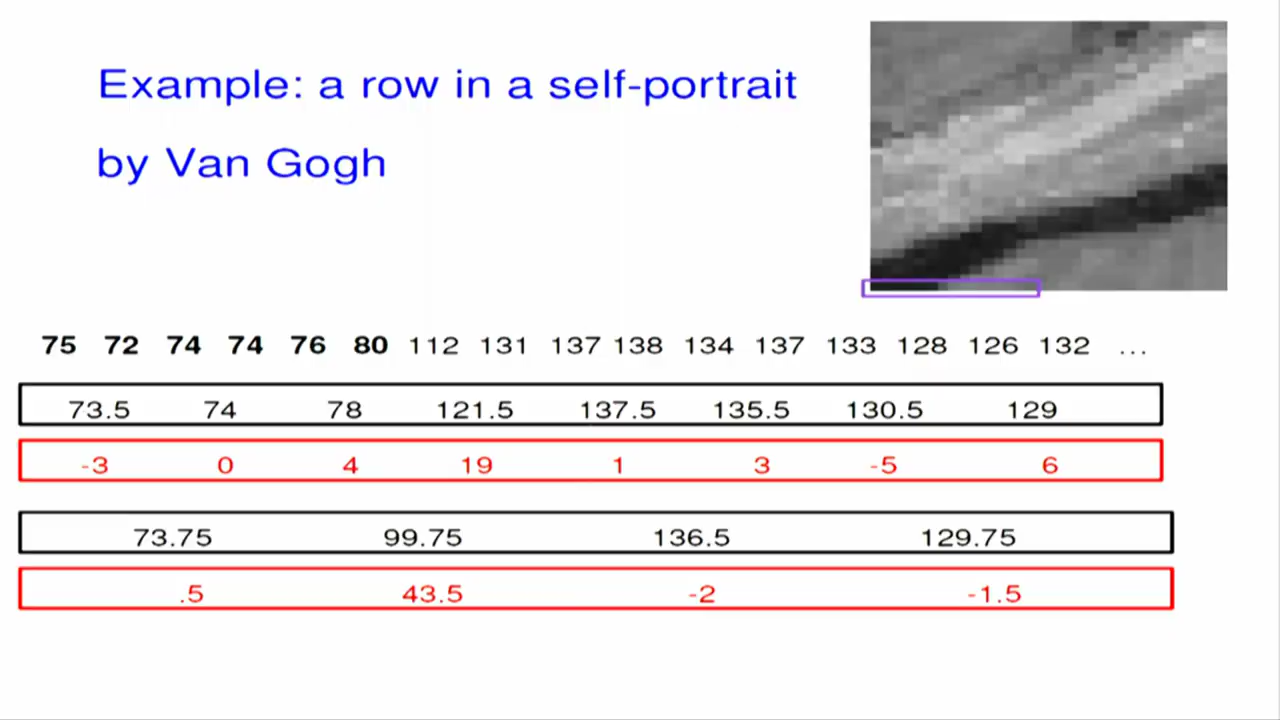 Example: a row in a self-portrait
by Van Gogh
75 72 74 74 76 80 112 131 137 138 134 137 133 128 126 132 ...
73.5 74 78 121.5 137.5 135.5 130.5 129
-3 0 4 19 1 3 -5 6
73.75 99.75 136.5 129.75
.5 43.5 -2 -1.5